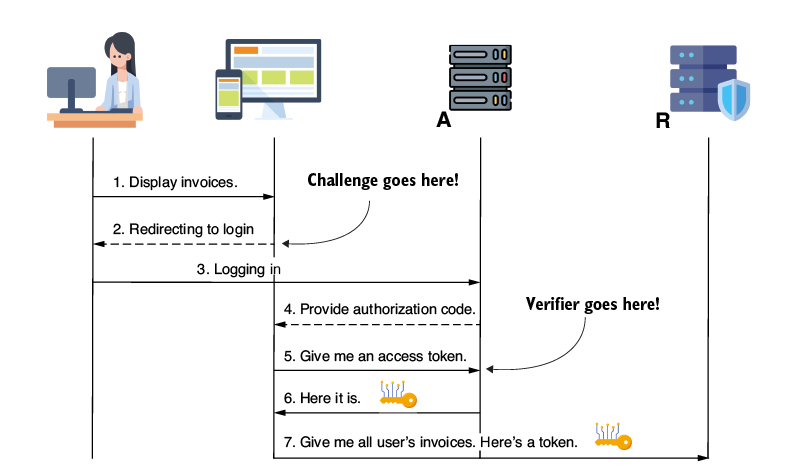 A
R
1. Display invoices.
Challenge goes here!
2. Redirecting to login
3. Logging in
4. Provide authorization code.
Verifier goes here!
5. Give me an access token.
6. Here it is.
7. Give me all user's invoices. Here's a token.